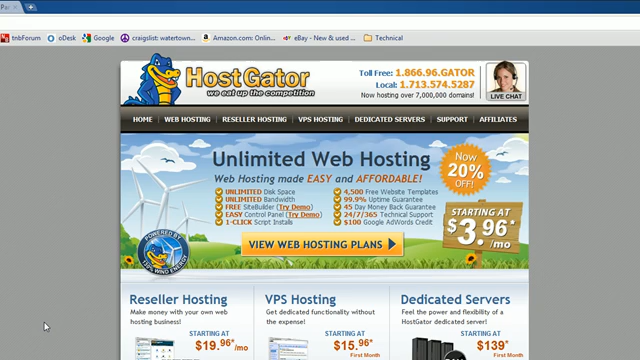 tnbForum oDesk Google craigslist: watertown... Amazon.com: Onlin... eBay - New & used ... Technical
HostGator
we eat up the competition
Toll Free: 1.866.96.GATOR
Local: 1.713.574.5287
Now hosting over 7,000,000 domains!
LIVE CHAT
HOME WEB HOSTING RESELLER HOSTING VPS HOSTING DEDICATED SERVERS SUPPORT AFFILIATES
Unlimited Web Hosting
Web Hosting made EASY and AFFORDABLE!
UNLIMITED Disk Space
UNLIMITED Bandwidth
FREE SiteBuilder (Try Demo)
EASY Control Panel (Try Demo)
1-CLICK Script Installs
4,500 Free Website Templates
99.9% Uptime Guarantee
45 Day Money Back Guarantee
24/7/365 Technical Support
$100 Google AdWords Credit
Now
20%
OFF!
STARTING AT
$3.96*
/mo
VIEW WEB HOSTING PLANS
POWERED BY
130% WIND ENERGY
Reseller Hosting
Make money with your own web
hosting business!
STARTING AT
$19.96*/mo
VPS Hosting
Get dedicated functionality without
the expense!
STARTING AT
$15.96*
First Month
Dedicated Servers
Feel the power and flexibility of a
HostGator dedicated server!
STARTING AT
$139*
First Month